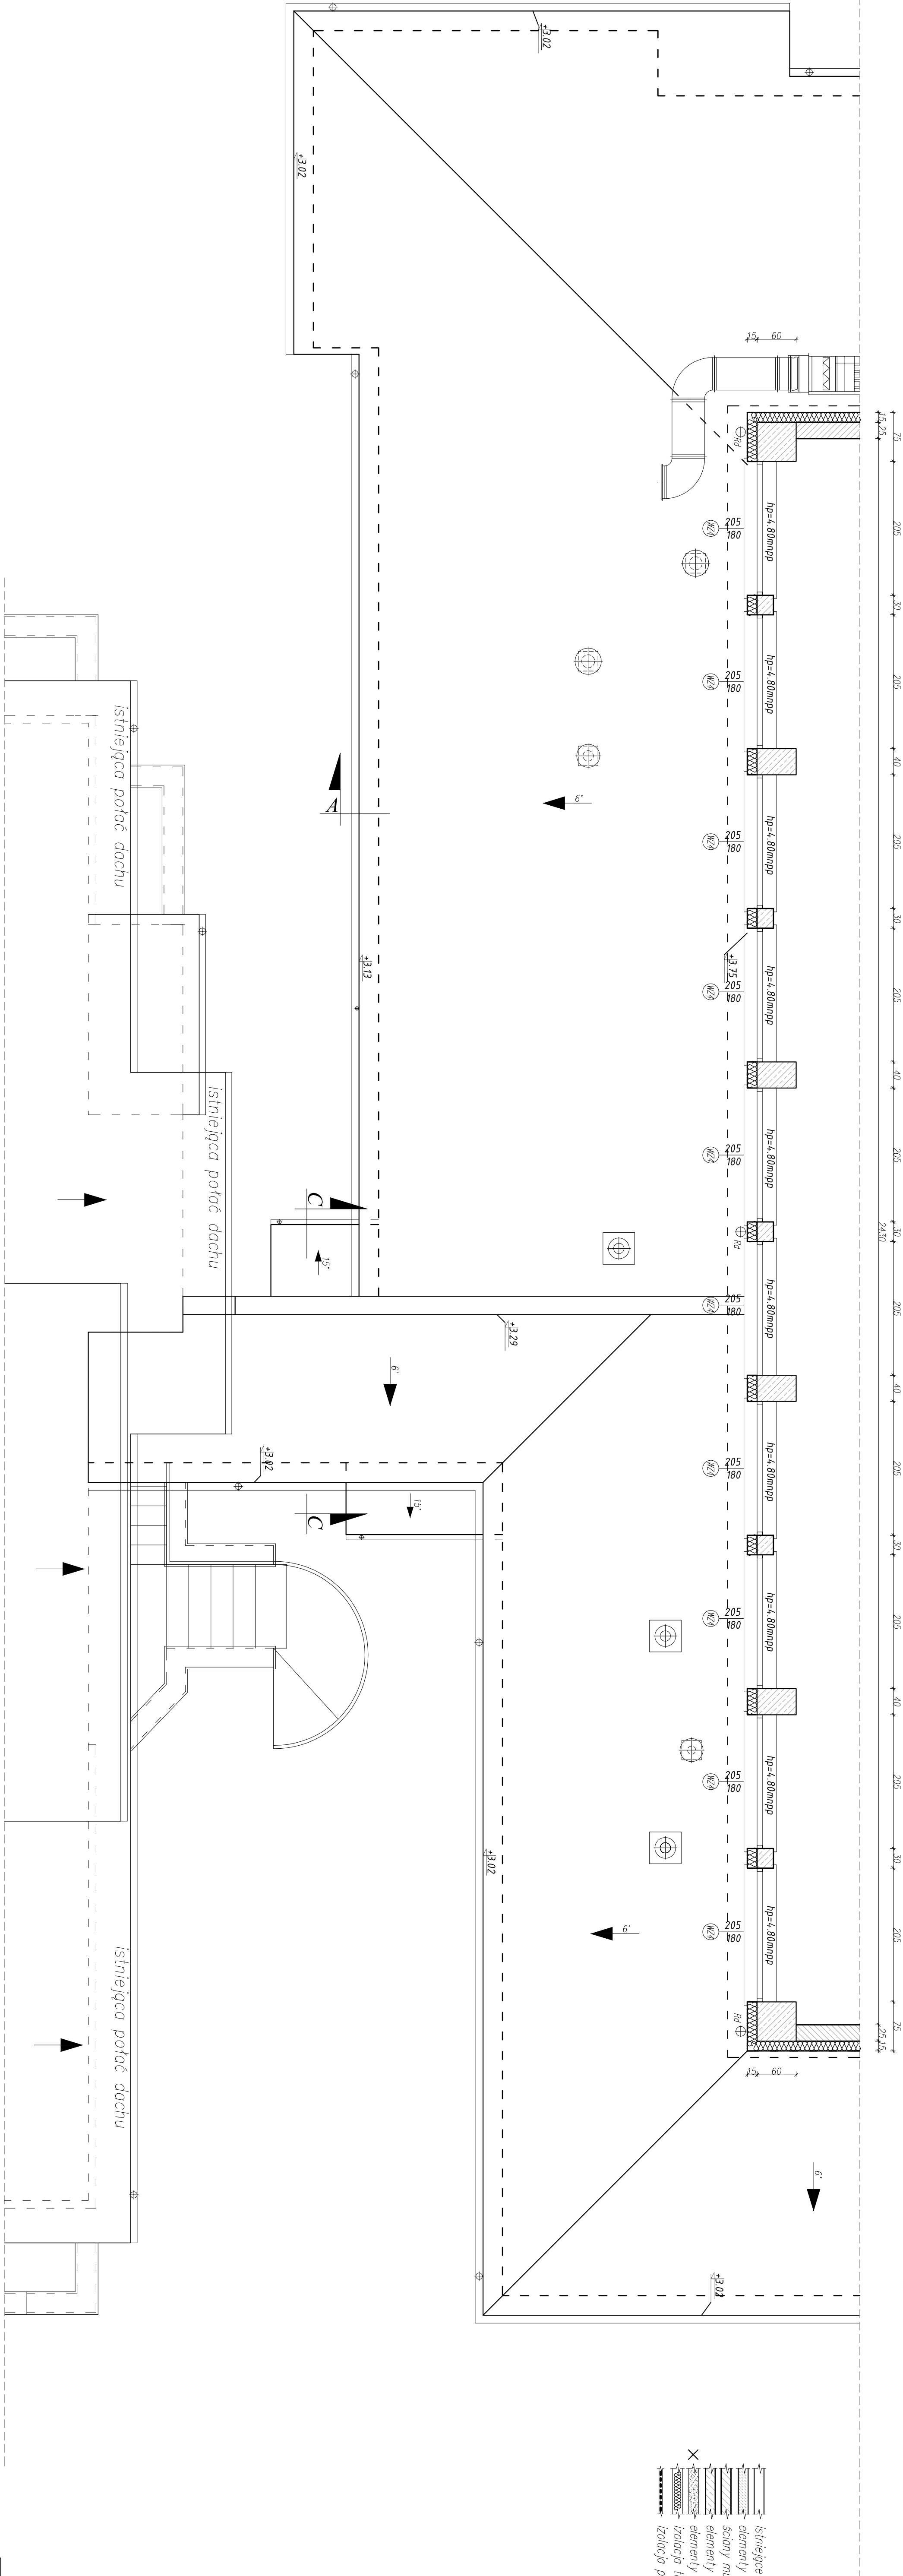 +3.02
+3.02
15 60
15 25
75
Rd
hp=4.80mnpp
205
180
WZ4
205
30
hp=4.80mnpp
205
180
WZ4
205
40
6°
hp=4.80mnpp
205
180
WZ4
205
A
30
+3.75
+3.13
hp=4.80mnpp
205
180
WZ4
205
40
hp=4.80mnpp
205
180
WZ4
205
istniejąca połać dachu
istniejąca połać dachu
C
15°
Rd
30
2430
hp=4.80mnpp
205
180
WZ4
205
+3.29
6°
40
hp=4.80mnpp
205
180
WZ4
205
+3.02
15°
C
30
hp=4.80mnpp
205
180
WZ4
205
40
hp=4.80mnpp
205
180
WZ4
205
+3.02
30
hp=4.80mnpp
205
180
WZ4
205
6°
istniejąca połać dachu
Rd
75
25 15
15 60
6°
+3.02
istniejące
elementy
ściany
elementy
elementy
izolacja
izolacja